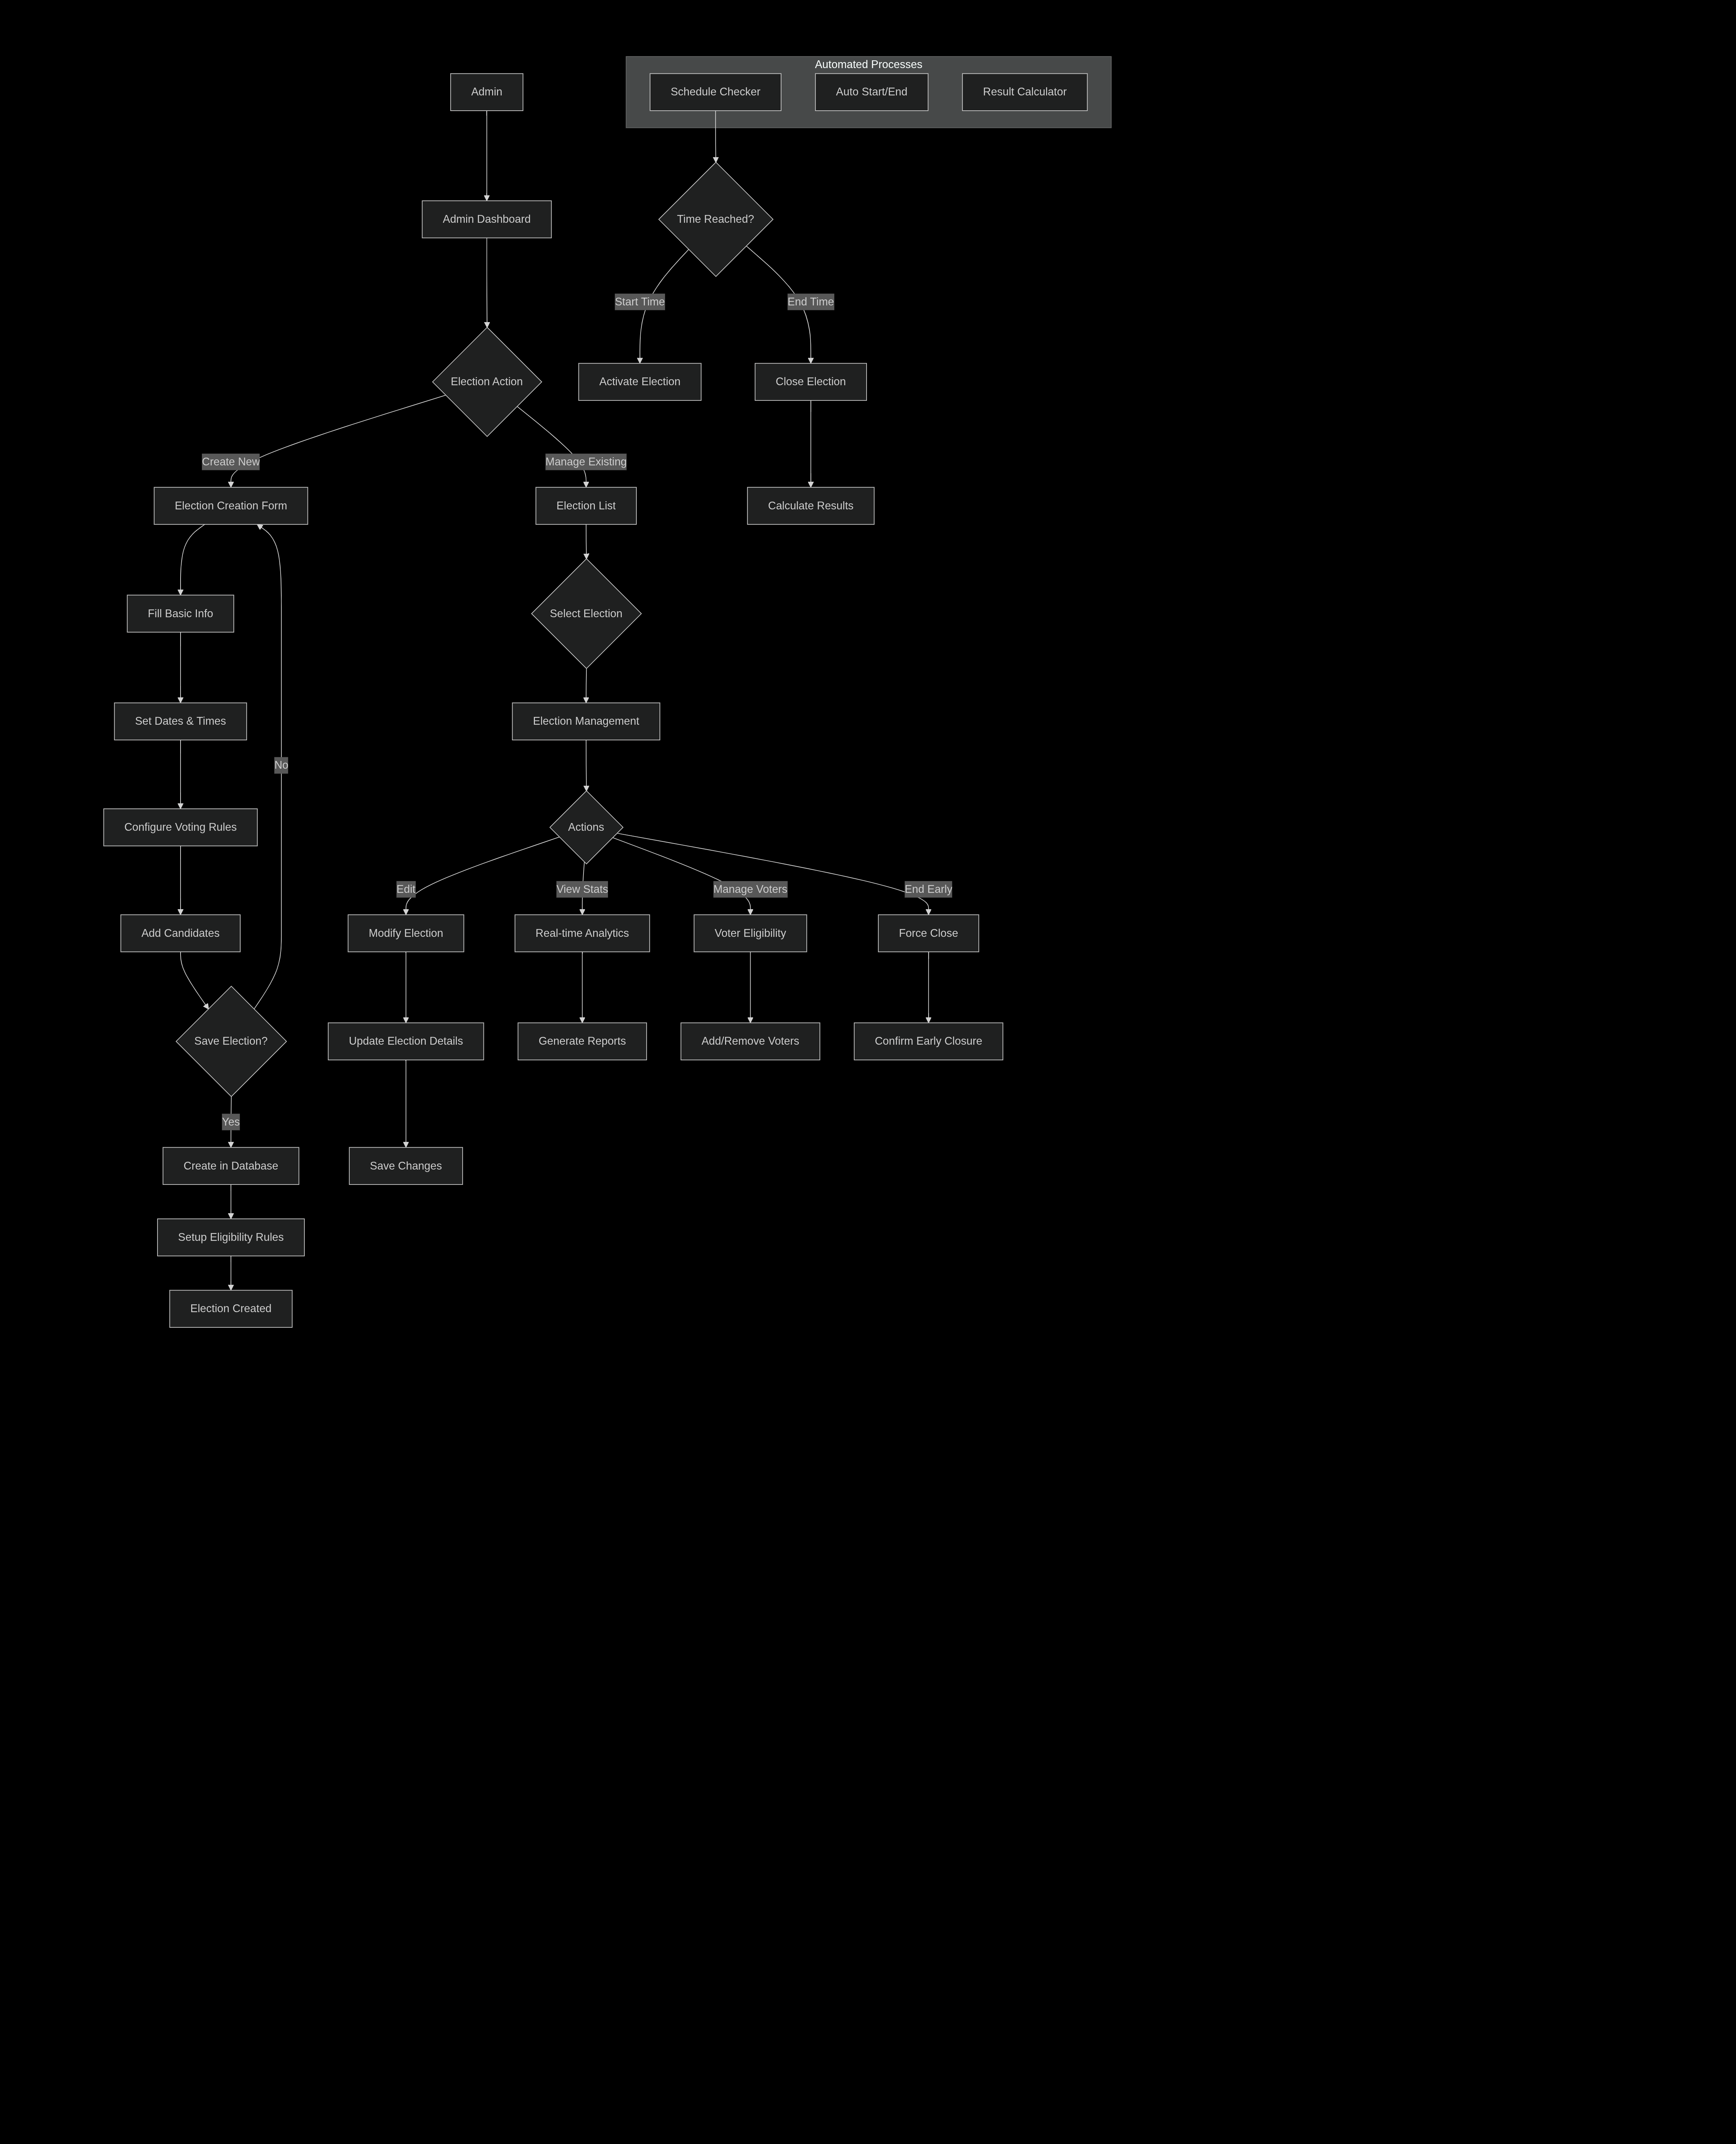 Automated Processes
Admin
Schedule Checker
Auto Start/End
Result Calculator
Admin Dashboard
Time Reached?
Start Time
End Time
Election Action
Activate Election
Close Election
Create New
Manage Existing
Election Creation Form
Election List
Calculate Results
Fill Basic Info
Select Election
Set Dates & Times
Election Management
No
Configure Voting Rules
Actions
Edit
View Stats
Manage Voters
End Early
Add Candidates
Modify Election
Real-time Analytics
Voter Eligibility
Force Close
Save Election?
Update Election Details
Generate Reports
Add/Remove Voters
Confirm Early Closure
Yes
Create in Database
Save Changes
Setup Eligibility Rules
Election Created